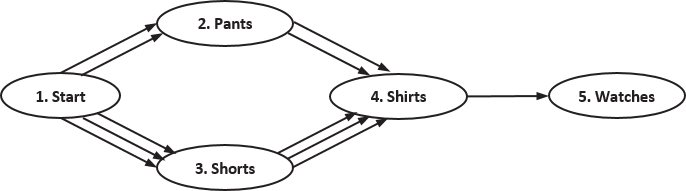 2. Pants
1. Start
4. Shirts
5. Watches
3. Shorts